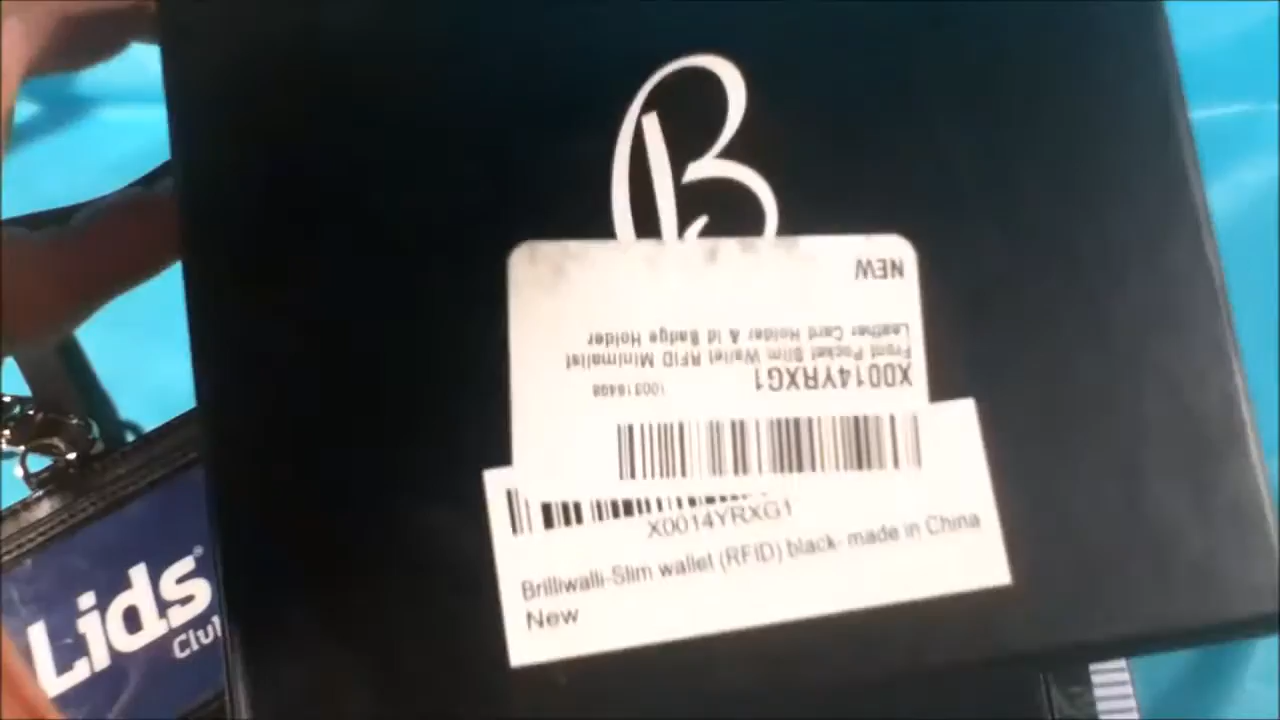 B
NEW
Leather Card Holder & Id Badge Holder
Front Pocket Slim Wallet RFID Minimalist
X0014YRXG1
X0014YRXG1
Brilliwalli-Slim wallet (RFID) black- made in China
New
Lids®
Club